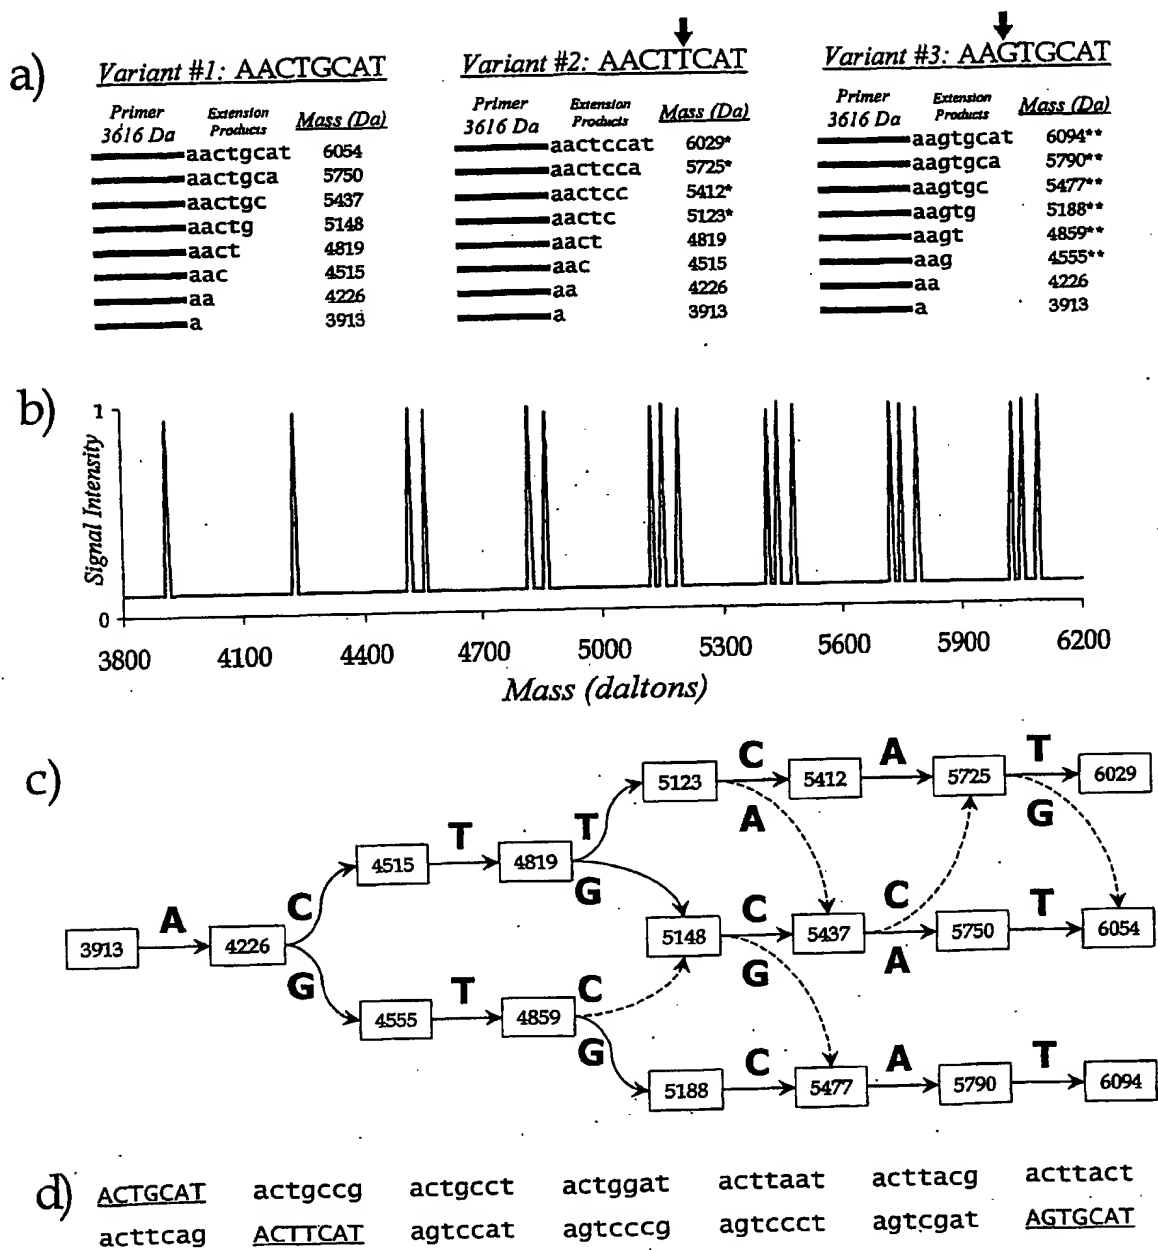 a)
Variant #1: AACTGCAT
Primer 3616 Da Extension Products Mass (Da)
aactgcat 6054
aactgca 5750
aactgc 5437
aactg 5148
aact 4819
aac 4515
aa 4226
a 3913
Variant #2: AACTTCAT
Primer 3616 Da Extension Products Mass (Da)
aactccat 6029*
aactcca 5725*
aactcc 5412*
aactc 5123*
aact 4819
aac 4515
aa 4226
a 3913
Variant #3: AAGTGCAT
Primer 3616 Da Extension Products Mass (Da)
aagtgcat 6094**
aagtgca 5790**
aagtgc 5477**
aagtg 5188**
aagt 4859**
aag 4555**
aa 4226
a 3913
b)
Signal Intensity
1
0
3800 4100 4400 4700 5000 5300 5600 5900 6200
Mass (daltons)
c)
C A T
5123 5412 5725 6029
T T A G
4515 4819
C G C C T
3913 A 4226 5148 5437 5750 6054
G T C G A
4555 4859
G C A T
5188 5477 5790 6094
d)
ACTGCAT actgccg actgcct actggat acttaat acttacg acttact
acttcag ACTTCAT agtccat agtcccg agtccct agtcgat AGTGCAT